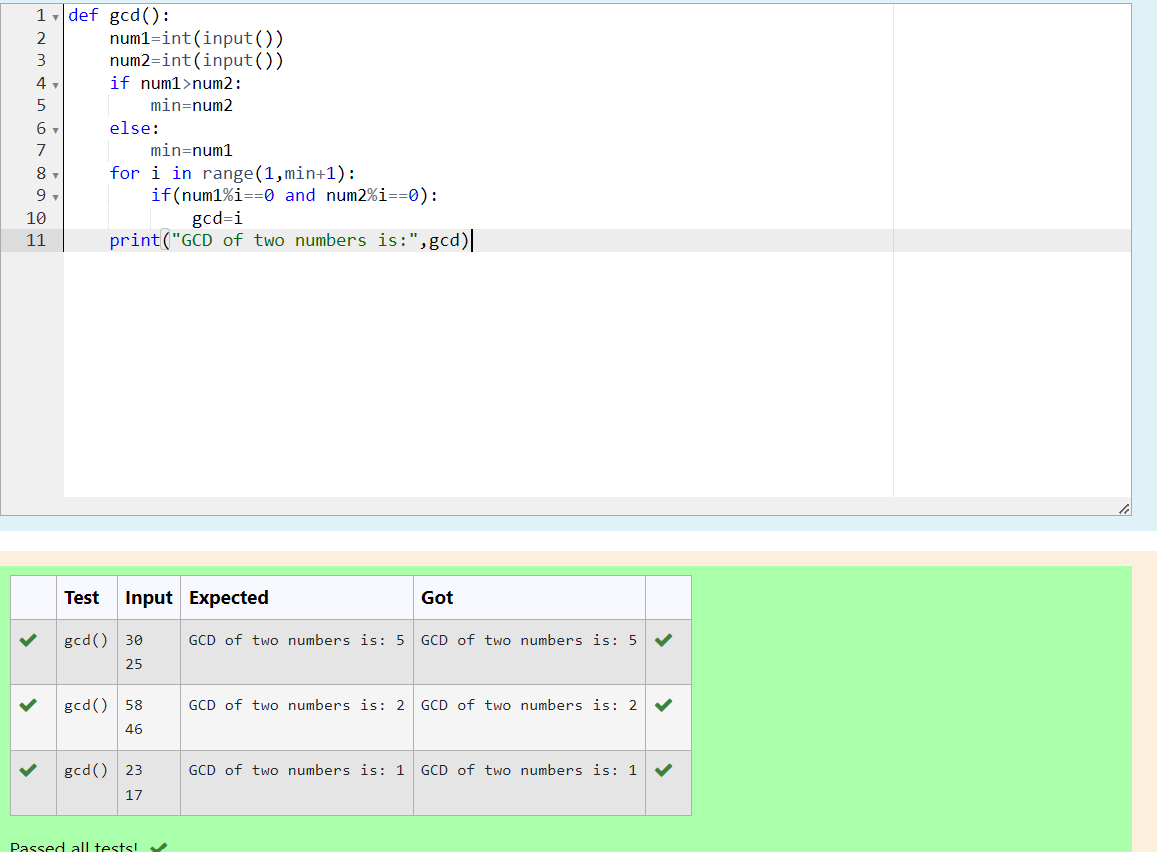 1 def gcd():
2     num1=int(input())
3     num2=int(input())
4     if num1>num2:
5         min=num2
6     else:
7         min=num1
8     for i in range(1,min+1):
9         if(num1%i==0 and num2%i==0):
10             gcd=i
11     print("GCD of two numbers is:",gcd)
Test Input Expected Got
gcd() 30 GCD of two numbers is: 5 GCD of two numbers is: 5
25
gcd() 58 GCD of two numbers is: 2 GCD of two numbers is: 2
46
gcd() 23 GCD of two numbers is: 1 GCD of two numbers is: 1
17
Passed all tests!